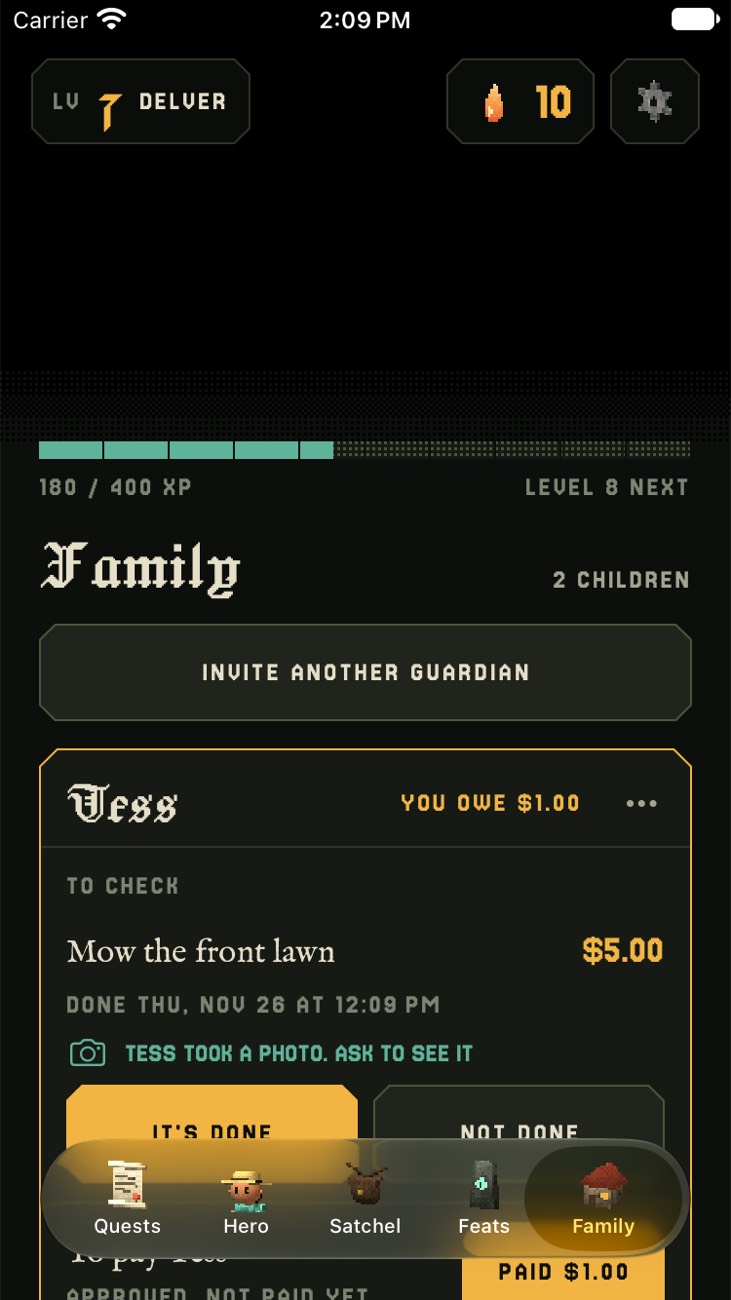 Carrier 2:09 PM
LV 7 DELVER 10
180 / 400 XP LEVEL 8 NEXT
Family 2 CHILDREN
INVITE ANOTHER GUARDIAN
Tess YOU OWE $1.00
TO CHECK
Mow the front lawn $5.00
DONE THU, NOV 26 AT 12:09 PM
TESS TOOK A PHOTO. ASK TO SEE IT
IT'S DONE NOT DONE
Quests Hero Satchel Feats Family
To pay Tess
PAID $1.00
APPROVED, NOT PAID YET